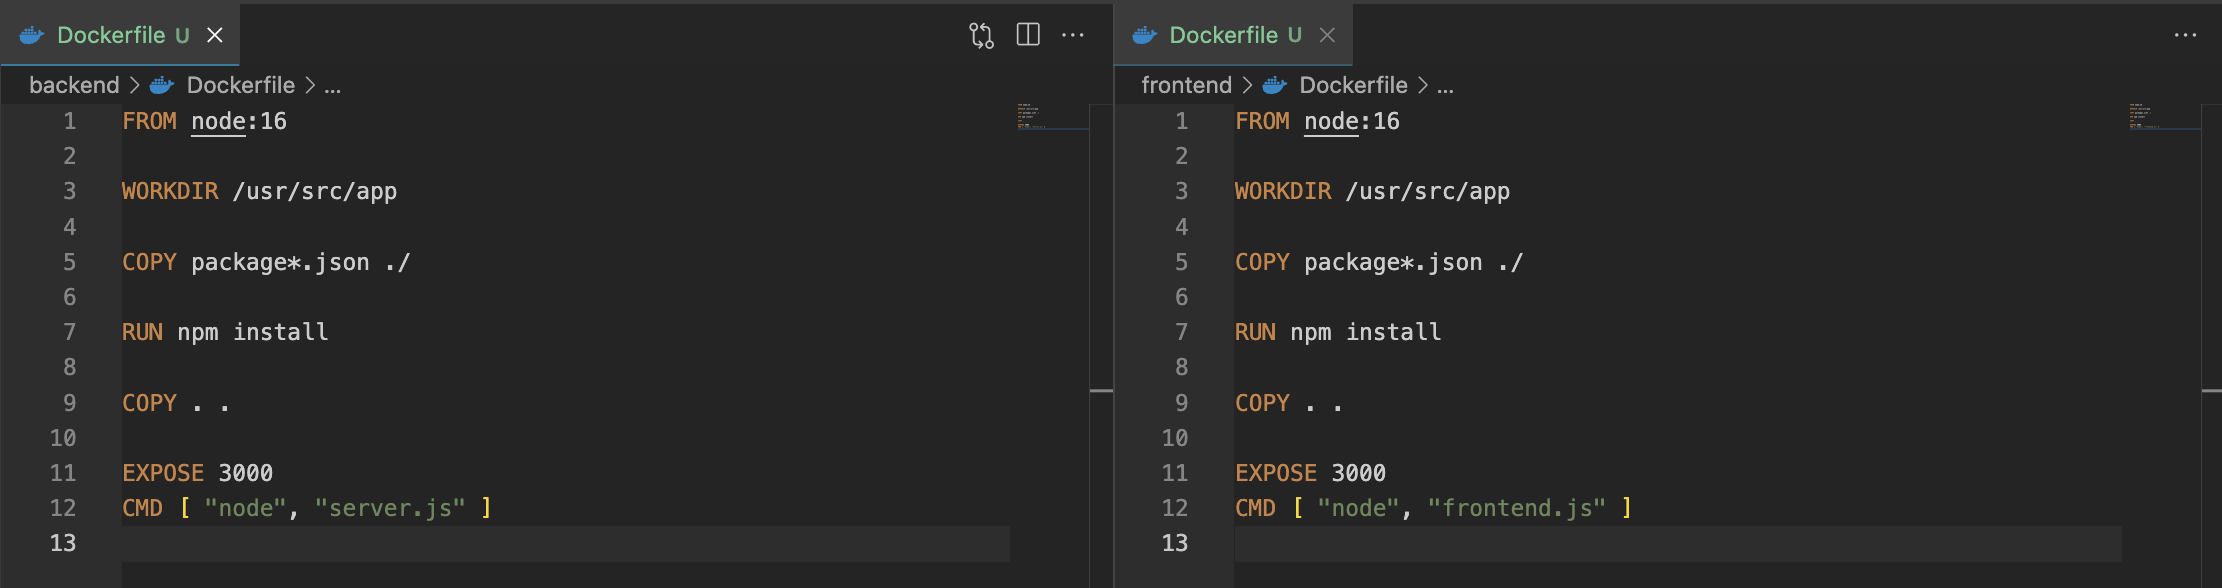 Dockerfile U
backend > Dockerfile > ...
1 FROM node:16
2
3 WORKDIR /usr/src/app
4
5 COPY package*.json ./
6
7 RUN npm install
8
9 COPY . .
10
11 EXPOSE 3000
12 CMD [ "node", "server.js" ]
13
Dockerfile U
frontend > Dockerfile > ...
1 FROM node:16
2
3 WORKDIR /usr/src/app
4
5 COPY package*.json ./
6
7 RUN npm install
8
9 COPY . .
10
11 EXPOSE 3000
12 CMD [ "node", "frontend.js" ]
13